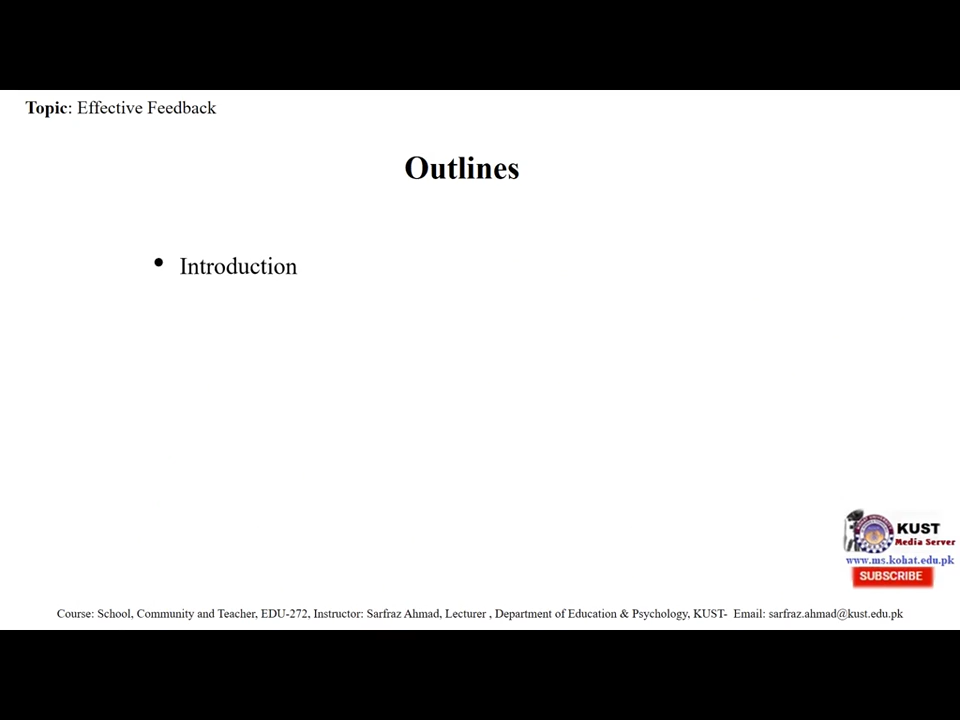 Topic: Effective Feedback
Outlines
• Introduction
KUST
Media Server
www.ms.kohat.edu.pk
SUBSCRIBE
Course: School, Community and Teacher, EDU-272, Instructor: Sarfraz Ahmad, Lecturer , Department of Education & Psychology, KUST- Email: sarfraz.ahmad@kust.edu.pk